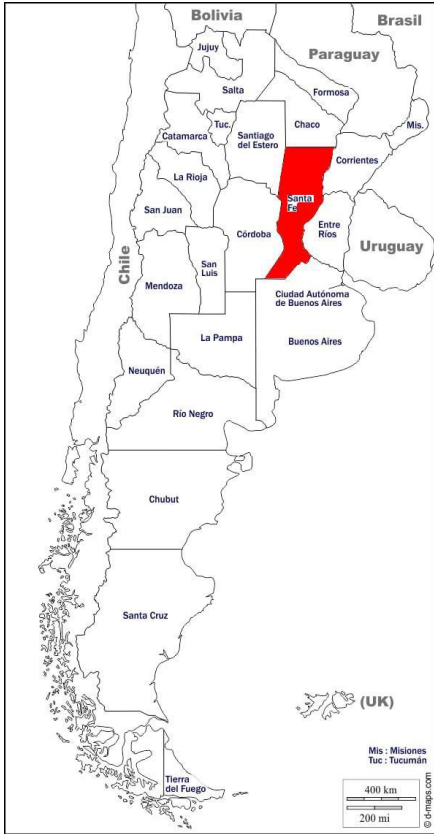 Bolivia
Brasil
Jujuy
Paraguay
Salta
Formosa
Tuc.
Chaco
Mis.
Catamarca
Santiago
del Estero
Corrientes
La Rioja
Santa
Fe
San Juan
Entre
Ríos
Córdoba
Uruguay
Chile
San
Luis
Mendoza
Ciudad Autónoma
de Buenos Aires
La Pampa
Buenos Aires
Neuquén
Río Negro
Chubut
Santa Cruz
(UK)
Mis : Misiones
Tuc : Tucumán
Tierra
del Fuego
400 km
200 mi
© d-maps.com